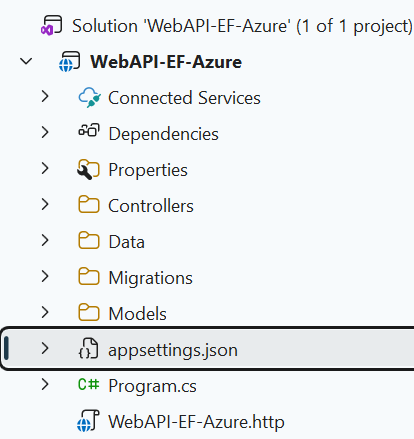 Solution 'WebAPI-EF-Azure' (1 of 1 project)
WebAPI-EF-Azure
Connected Services
Dependencies
Properties
Controllers
Data
Migrations
Models
appsettings.json
C# Program.cs
WebAPI-EF-Azure.http